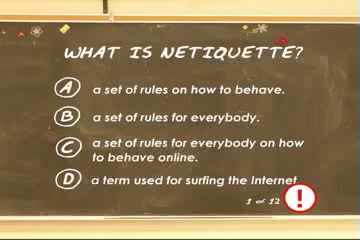 WHAT IS NETIQUETTE?
A a set of rules on how to behave.
B a set of rules for everybody.
C a set of rules for everybody on how
to behave online.
D a term used for surfing the Internet.
1 of 12 !